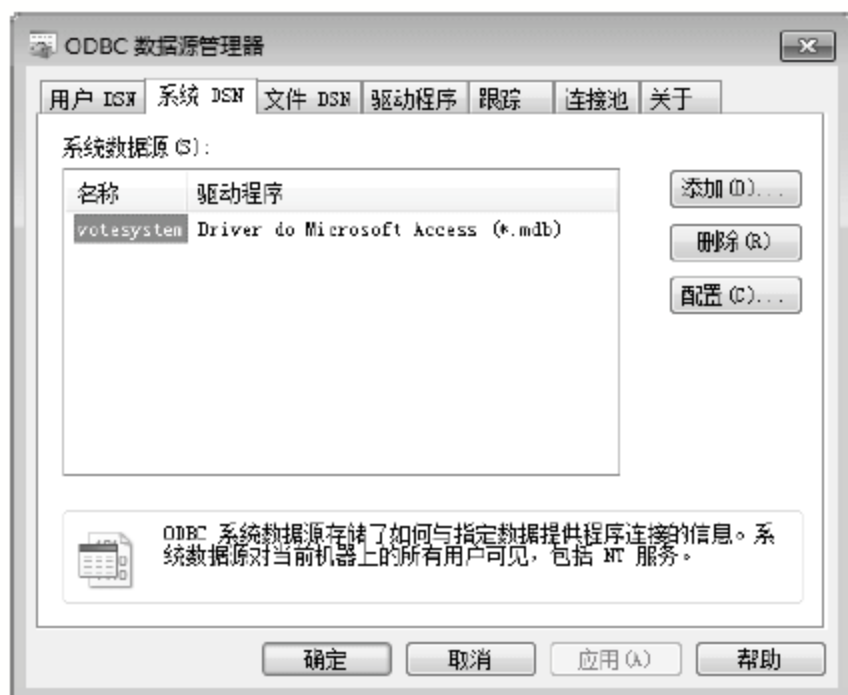 ODBC 数据源管理器
用户 DSN 系统 DSN 文件 DSN 驱动程序 跟踪 连接池 关于
系统数据源(S):
名称 驱动程序
votesystem Driver do Microsoft Access (*.mdb)
添加(D)...
删除(R)
配置(C)...
ODBC 系统数据源存储了如何与指定数据提供程序连接的信息。系
统数据源对当前机器上的所有用户可见，包括 NT 服务。
确定 取消 应用(A) 帮助